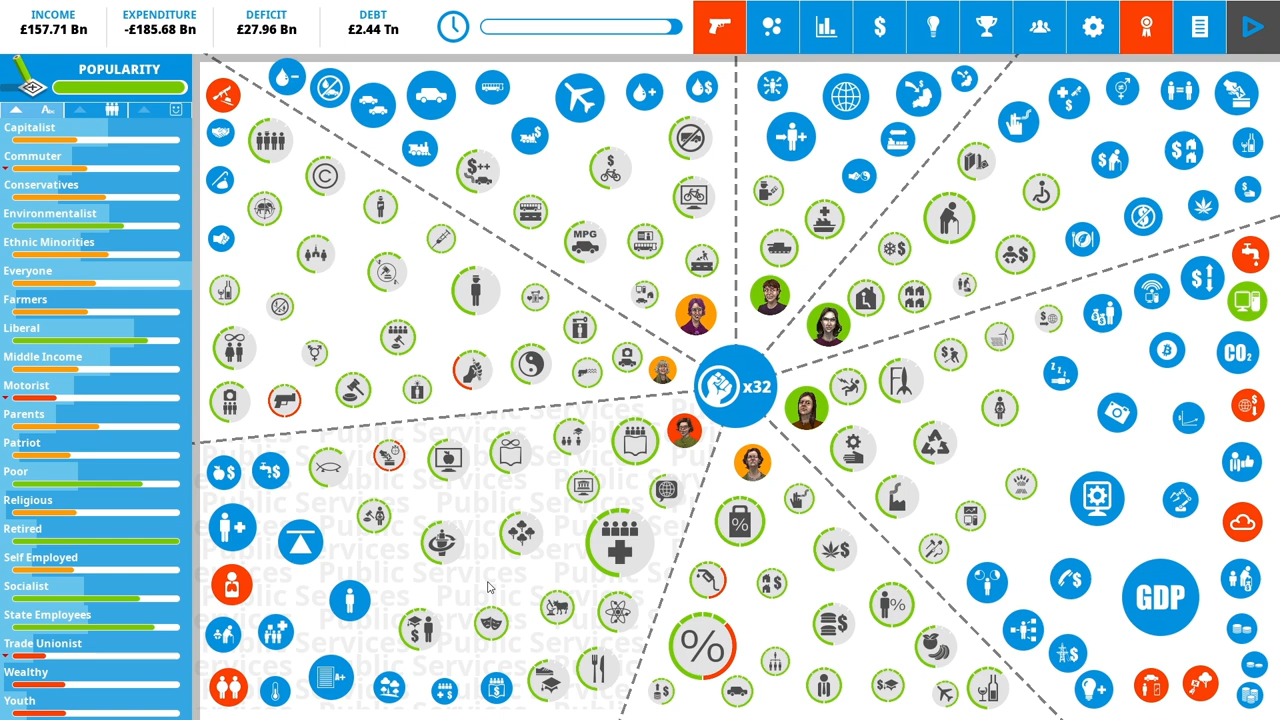 INCOME
£157.71 Bn
EXPENDITURE
-£185.68 Bn
DEFICIT
£27.96 Bn
DEBT
£2.44 Tn
POPULARITY
Capitalist
Commuter
Conservatives
Environmentalist
Ethnic Minorities
Everyone
Farmers
Liberal
Middle Income
Motorist
Parents
Patriot
Poor
Religious
Retired
Self Employed
Socialist
State Employees
Trade Unionist
Wealthy
Youth
MPG
x32
CO2
GDP
A+
Public Services